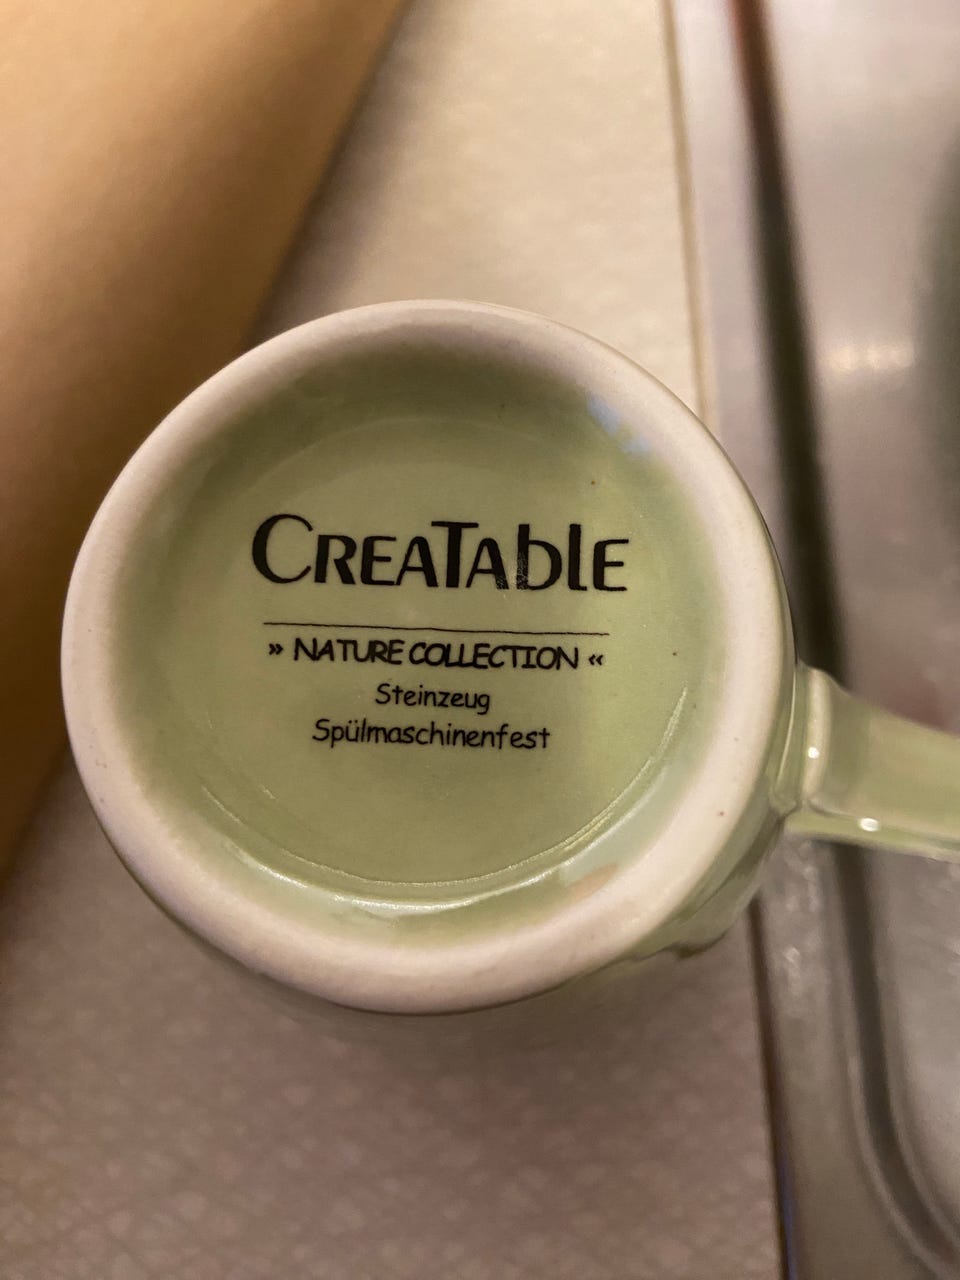 CREATABLE
» NATURE COLLECTION «
Steinzeug
Spülmaschinenfest